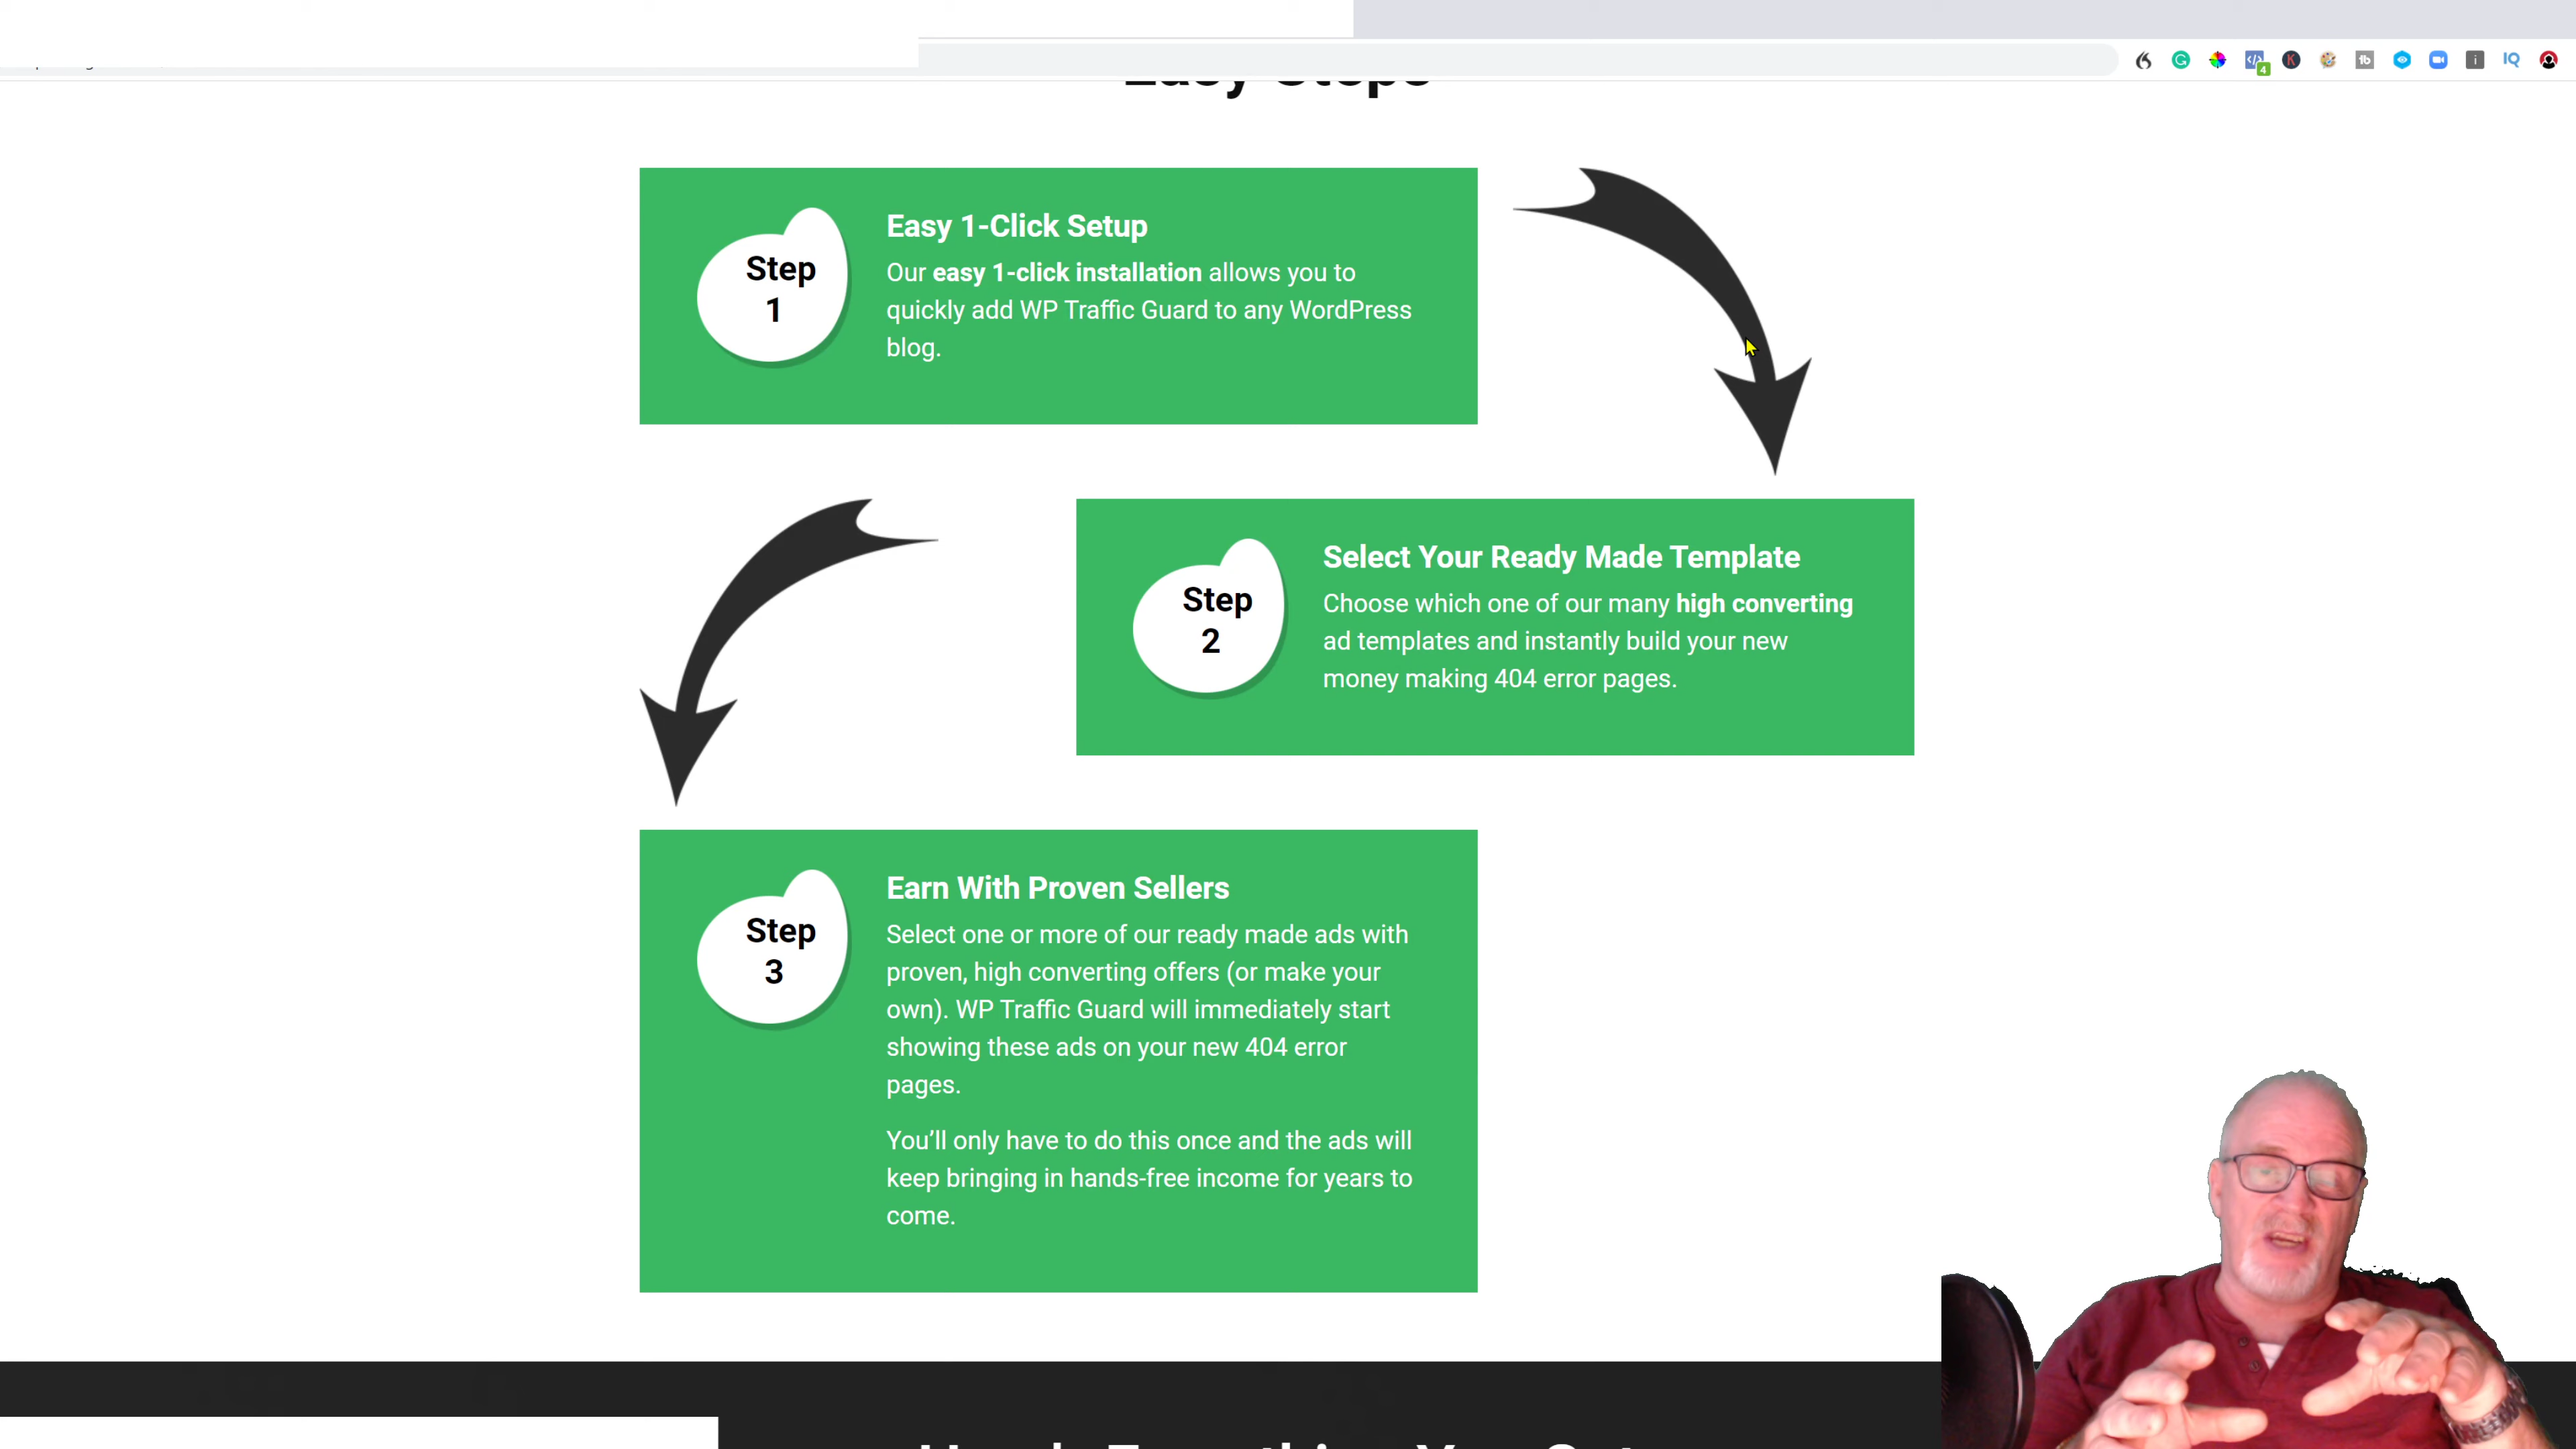 Easy Steps
Easy 1-Click Setup
Step
1
Our easy 1-click installation allows you to
quickly add WP Traffic Guard to any WordPress
blog.
Select Your Ready Made Template
Step
2
Choose which one of our many high converting
ad templates and instantly build your new
money making 404 error pages.
Earn With Proven Sellers
Step
3
Select one or more of our ready made ads with
proven, high converting offers (or make your
own). WP Traffic Guard will immediately start
showing these ads on your new 404 error
pages.
You'll only have to do this once and the ads will
keep bringing in hands-free income for years to
come.